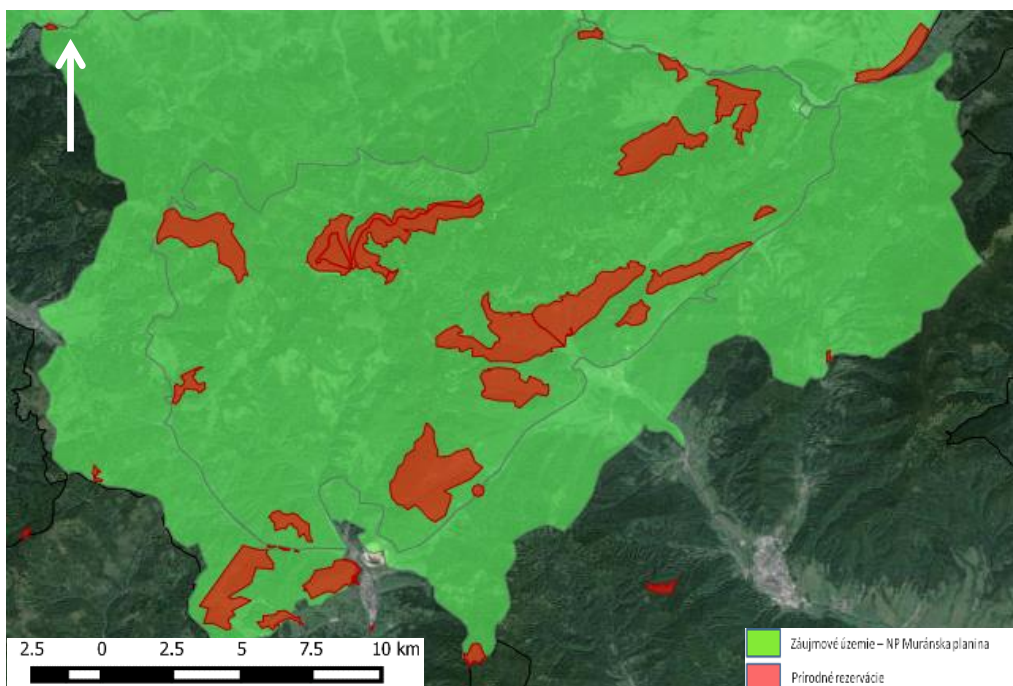 2.5 0 2.5 5 7.5 10 km
Záujmové územie – NP Muránska planina
Prírodné rezervácie